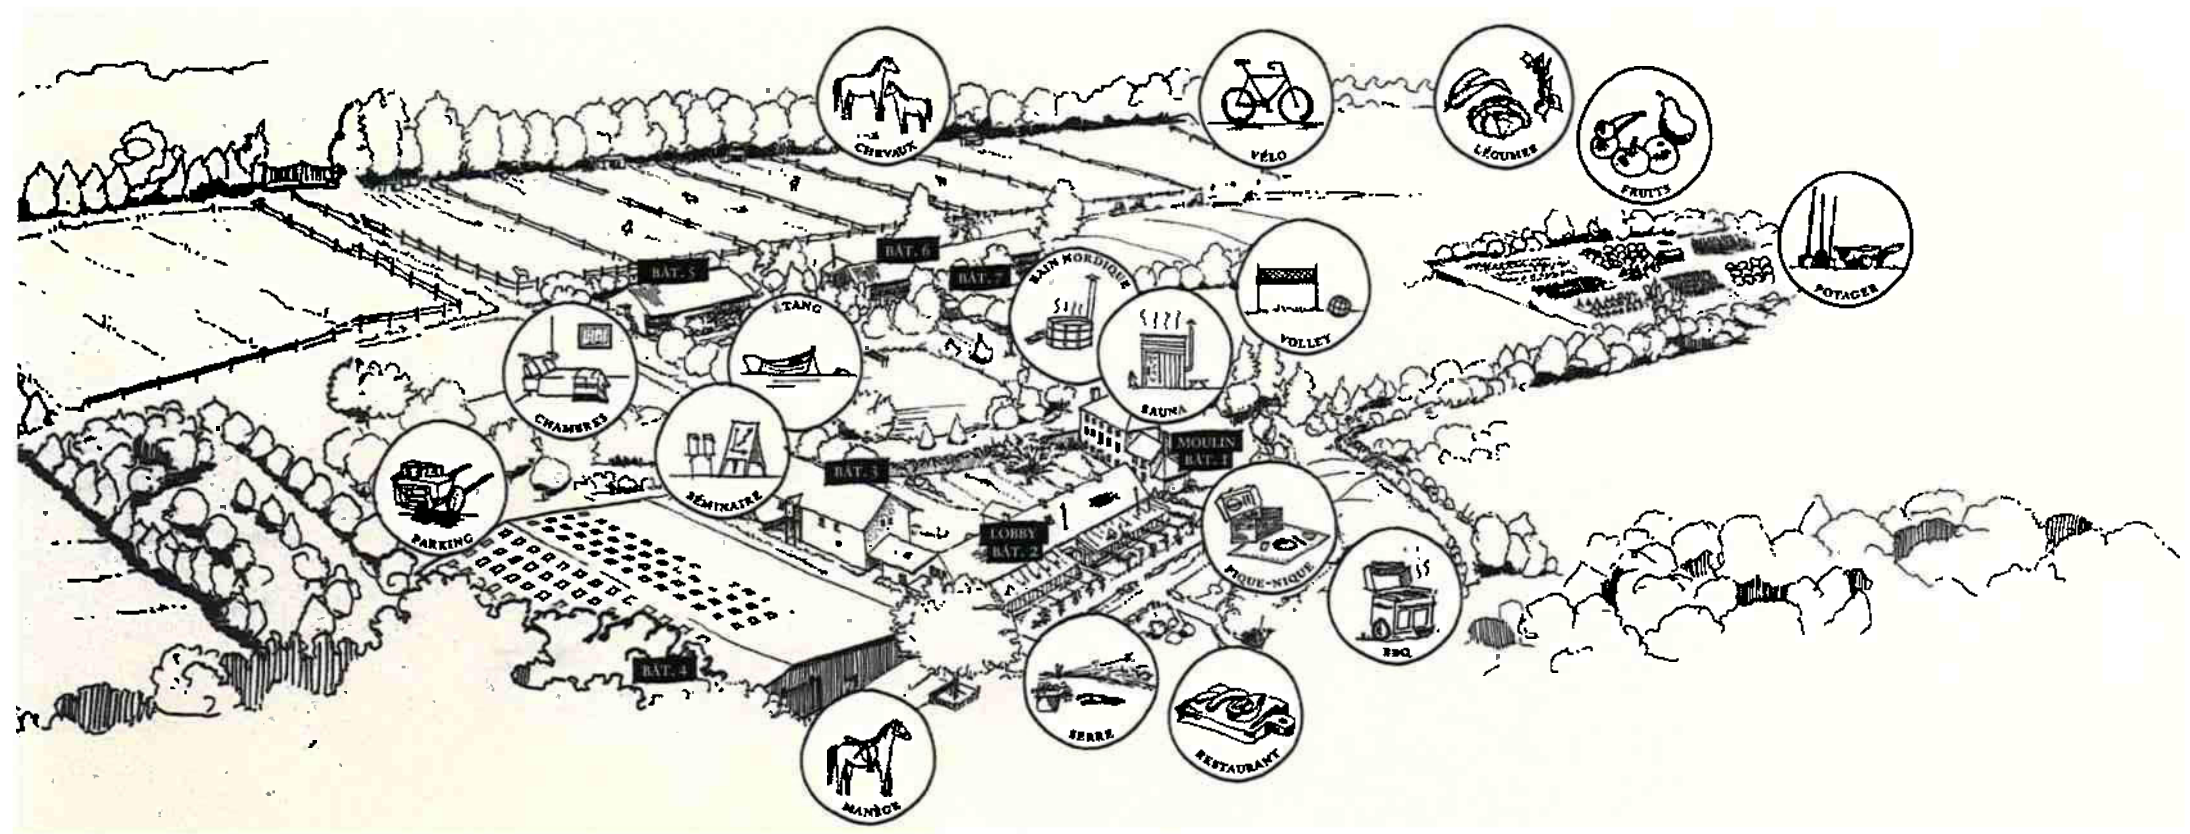 CHEVAUX
VÉLO
LÉGUMES
FRUITS
POTAGER
BÂT. 6
BÂT. 5
BÂT. 7
BAIN NORDIQUE
ÉTANG
VOLLEY
CHAMBRES
SAUNA
MOULIN
BÂT. 1
BÂT. 3
SÉMINAIRE
PARKING
LOBBY
BÂT. 2
PIQUE-NIQUE
BBQ
BÂT. 4
SERRE
RESTAURANT
MANÈGE